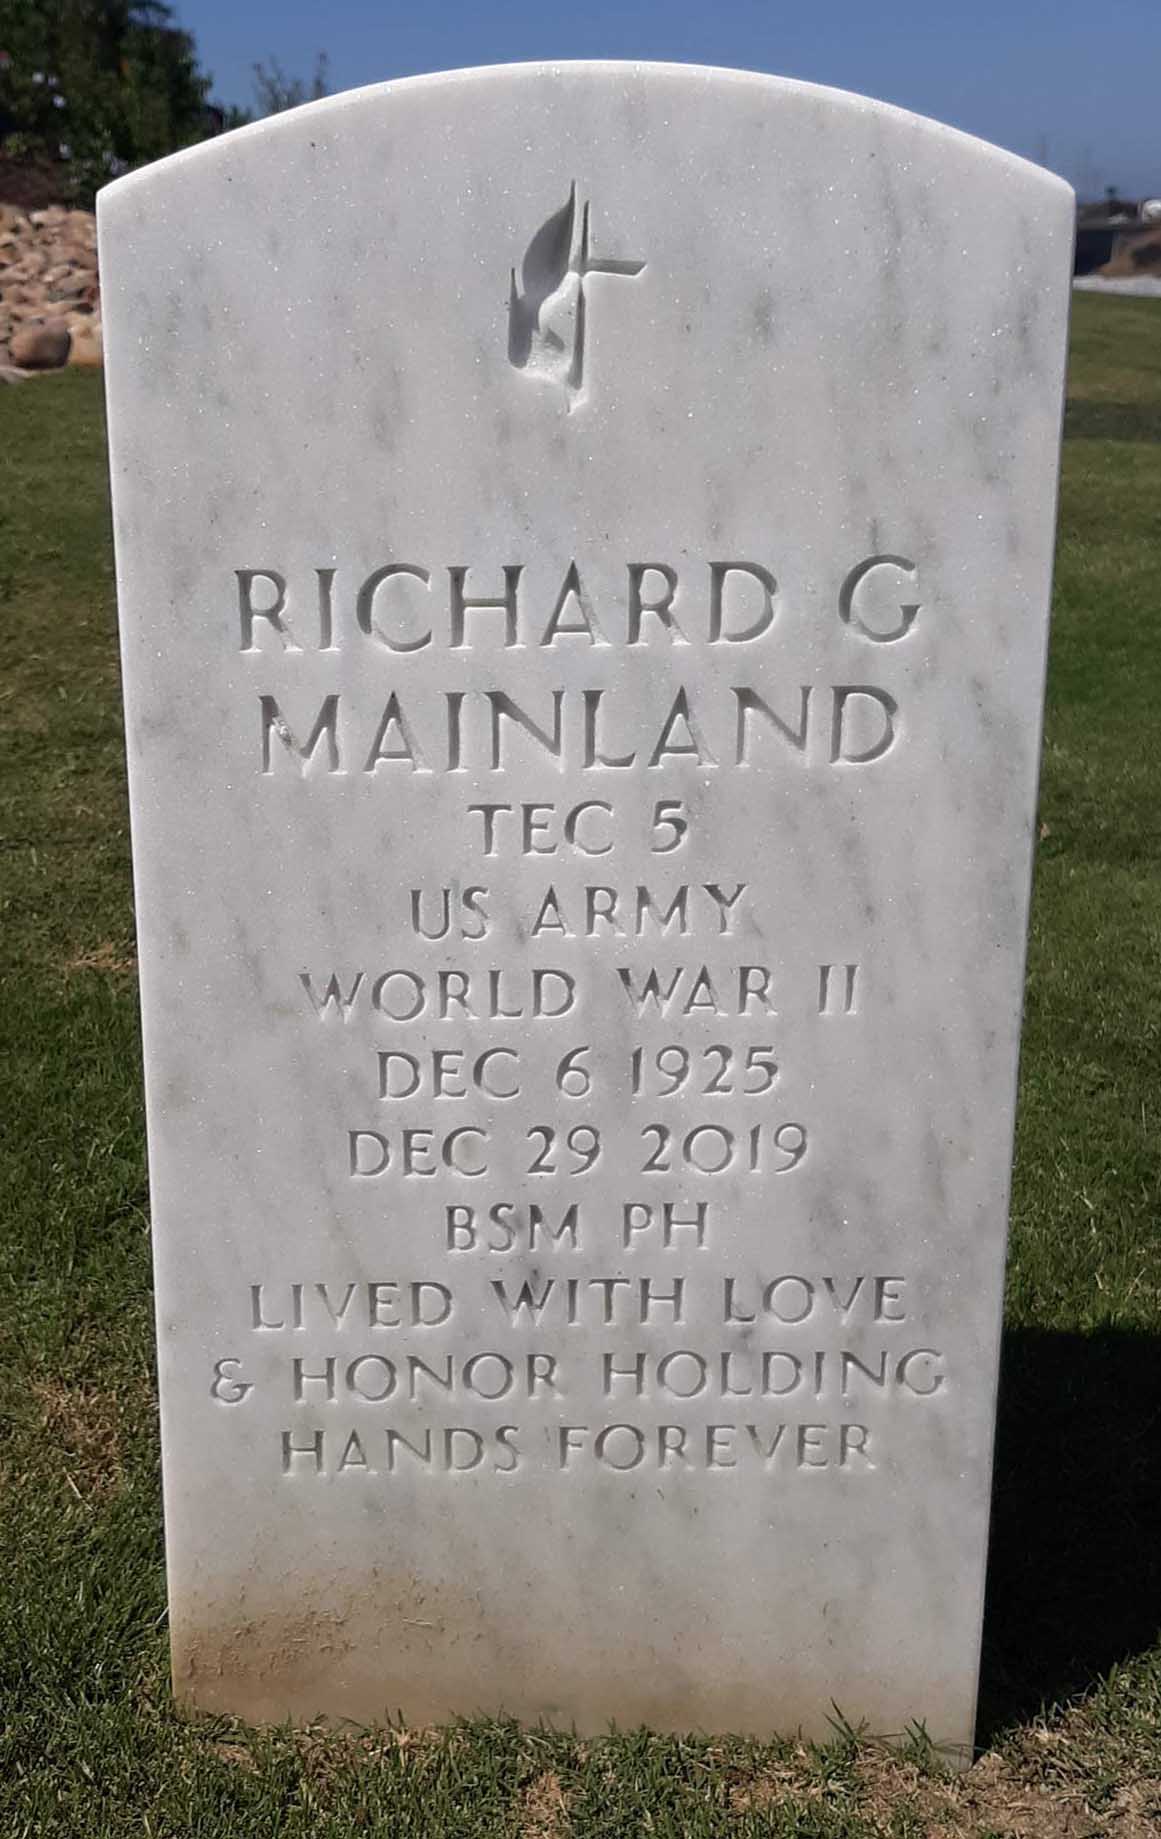 RICHARD G
MAINLAND
TEC 5
US ARMY
WORLD WAR II
DEC 6 1925
DEC 29 2019
BSM PH
LIVED WITH LOVE
& HONOR HOLDING
HANDS FOREVER